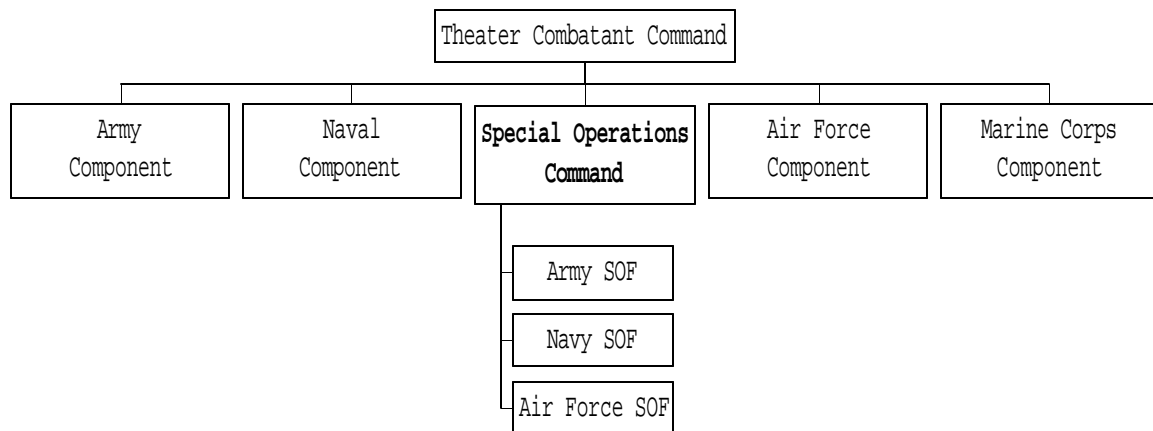 Theater Combatant Command
Army
Component
Naval
Component
Special Operations
Command
Air Force
Component
Marine Corps
Component
Army SOF
Navy SOF
Air Force SOF